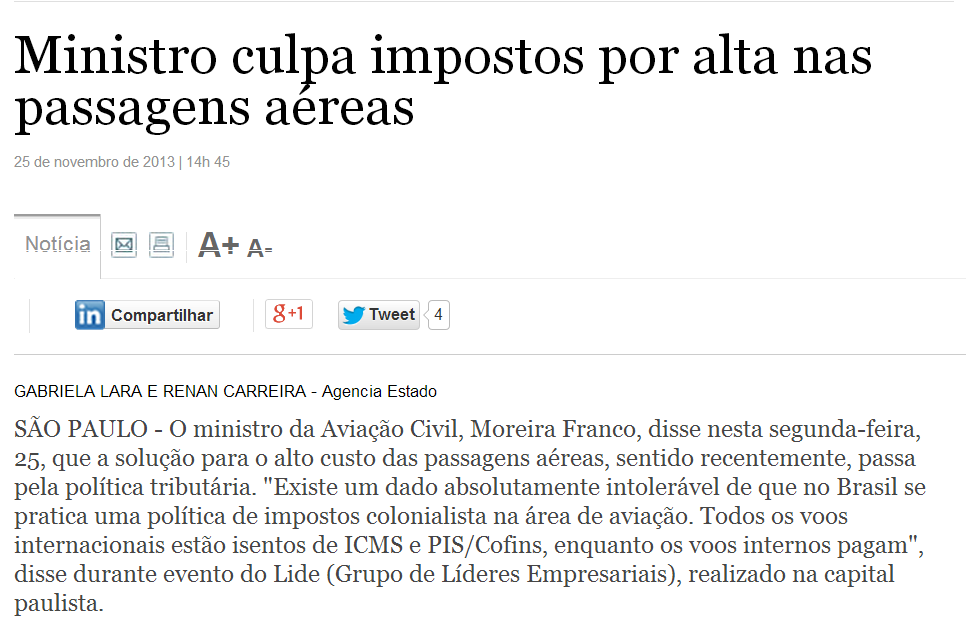 Ministro culpa impostos por alta nas
passagens aéreas
25 de novembro de 2013 | 14h 45
Notícia
A+ A-
in Compartilhar
g+1
Tweet
4
GABRIELA LARA E RENAN CARREIRA - Agencia Estado
SÃO PAULO - O ministro da Aviação Civil, Moreira Franco, disse nesta segunda-feira,
25, que a solução para o alto custo das passagens aéreas, sentido recentemente, passa
pela política tributária. "Existe um dado absolutamente intolerável de que no Brasil se
pratica uma política de impostos colonialista na área de aviação. Todos os voos
internacionais estão isentos de ICMS e PIS/Cofins, enquanto os voos internos pagam",
disse durante evento do Lide (Grupo de Líderes Empresariais), realizado na capital
paulista.